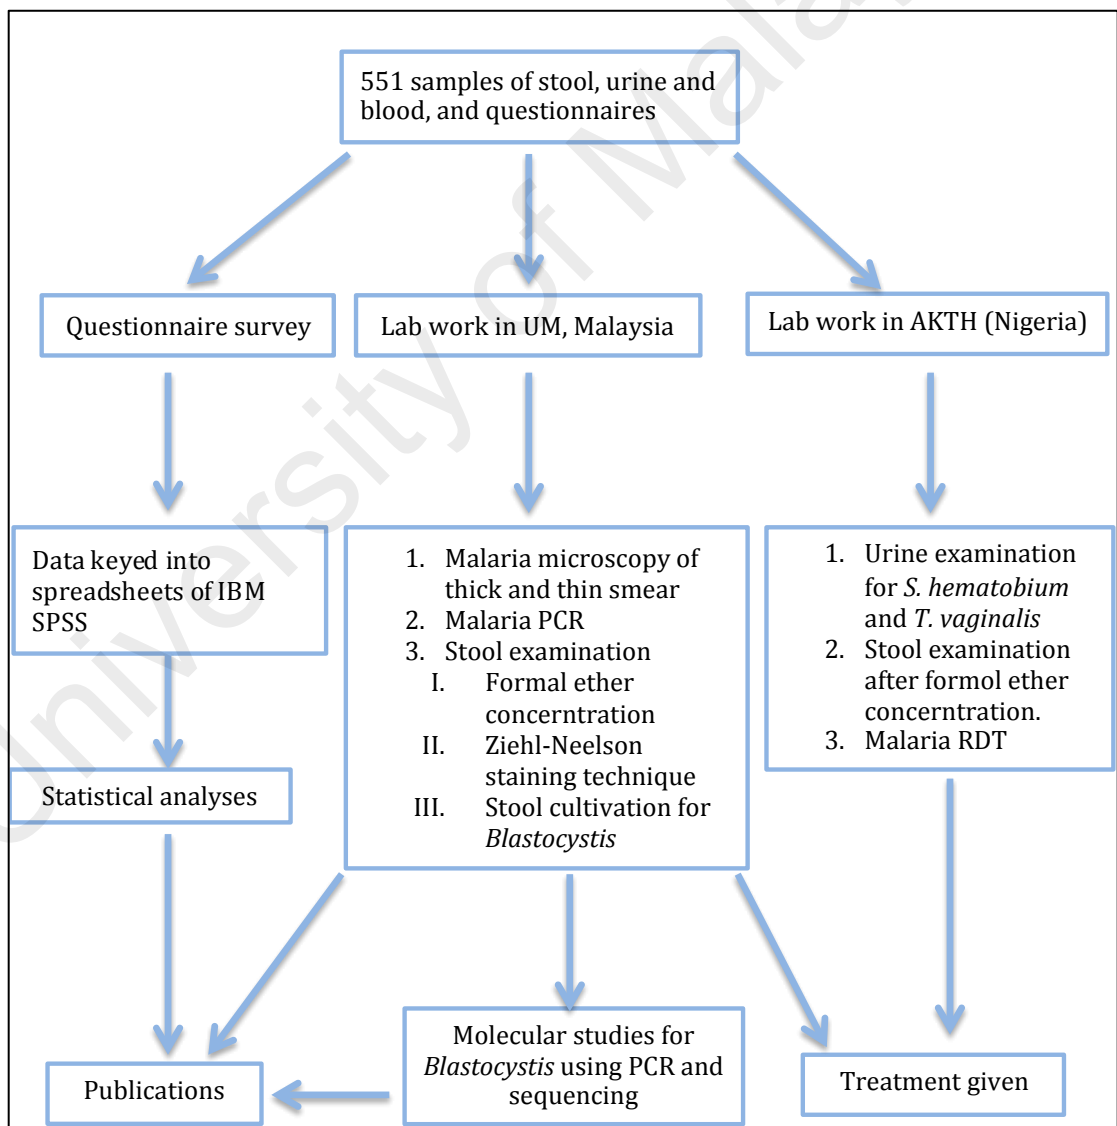 551 samples of stool, urine and
blood, and questionnaires
Questionnaire survey
Lab work in UM, Malaysia
Lab work in AKTH (Nigeria)
Data keyed into
spreadsheets of IBM
SPSS
1. Malaria microscopy of
thick and thin smear
2. Malaria PCR
3. Stool examination
I. Formal ether
concerntration
II. Ziehl-Neelson
staining technique
III. Stool cultivation for
Blastocystis
1. Urine examination
for S. hematobium
and T. vaginalis
2. Stool examination
after formol ether
concerntration.
3. Malaria RDT
Statistical analyses
Publications
Molecular studies for
Blastocystis using PCR and
sequencing
Treatment given
University of Mala